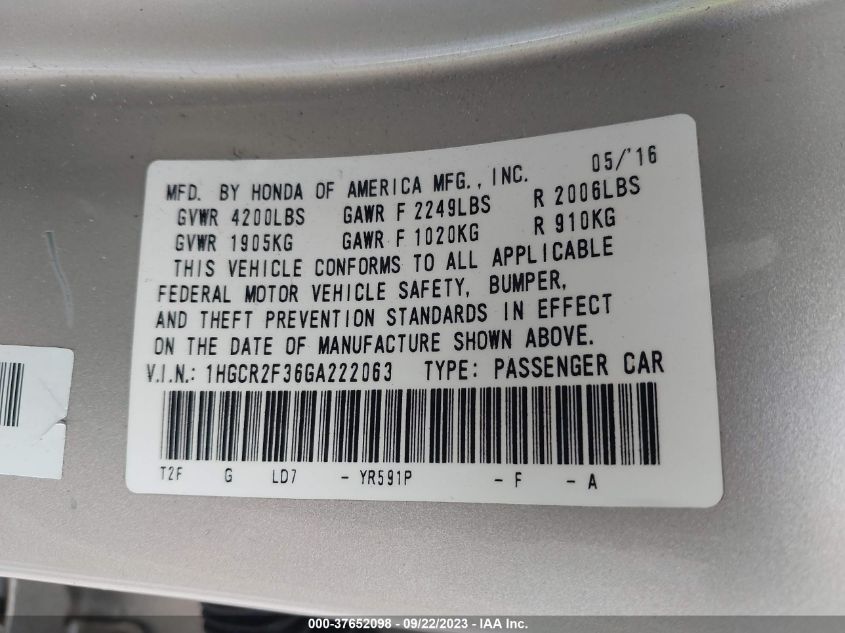 MFD. BY HONDA OF AMERICA MFG., INC. 05/'16
GVWR 4200LBS GAWR F 2249LBS R 2006LBS
GVWR 1905KG GAWR F 1020KG R 910KG
THIS VEHICLE CONFORMS TO ALL APPLICABLE
FEDERAL MOTOR VEHICLE SAFETY, BUMPER,
AND THEFT PREVENTION STANDARDS IN EFFECT
ON THE DATE OF MANUFACTURE SHOWN ABOVE.
V.I.N.: 1HGCR2F36GA222063 TYPE: PASSENGER CAR
T2F G LD7 - YR591P - F - A
© - 37652098 - 09/22/2023 - IAA Inc.